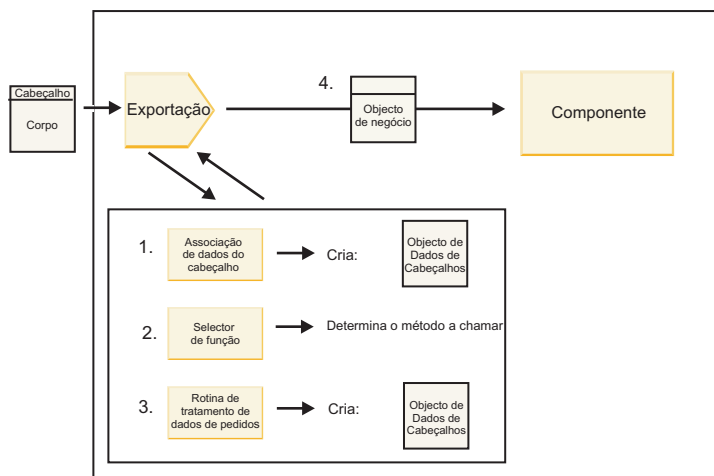 Cabeçalho
Corpo
Exportação
4.
Objecto
de negócio
Componente
1.
Associação
de dados do
cabeçalho
Cria:
Objecto de
Dados de
Cabeçalhos
2.
Selector
de função
Determina o método a chamar
3.
Rotina de
tratamento de
dados de pedidos
Cria:
Objecto de
Dados de
Cabeçalhos